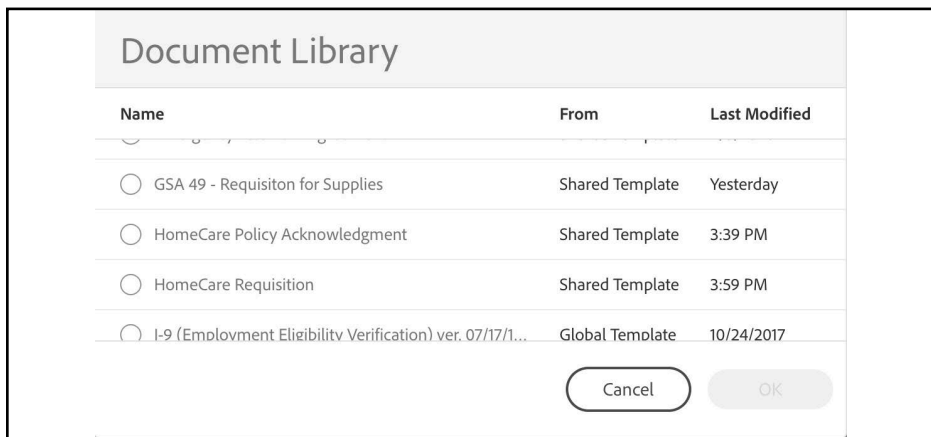 Document Library
Name From Last Modified
GSA 49 - Requisiton for Supplies Shared Template Yesterday
HomeCare Policy Acknowledgment Shared Template 3:39 PM
HomeCare Requisition Shared Template 3:59 PM
I-9 (Employment Eligibility Verification) ver. 07/17/1... Global Template 10/24/2017
Cancel OK